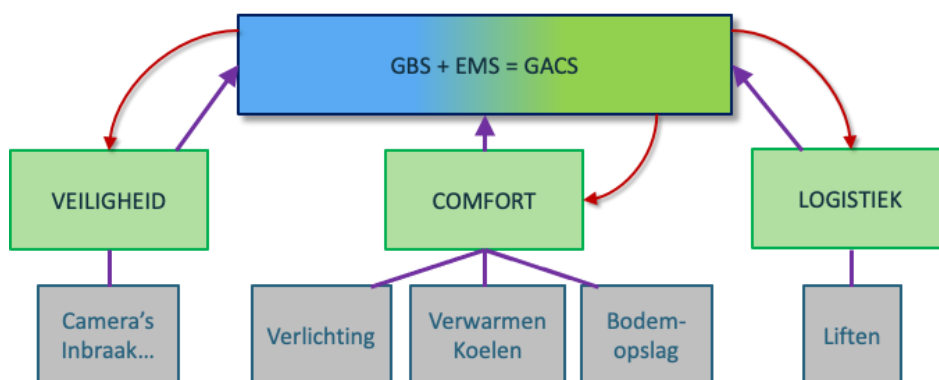 GBS + EMS = GACS
VEILIGHEID
COMFORT
LOGISTIEK
Camera's
Inbraak...
Verlichting
Verwarmen
Koelen
Bodem-
opslag
Liften